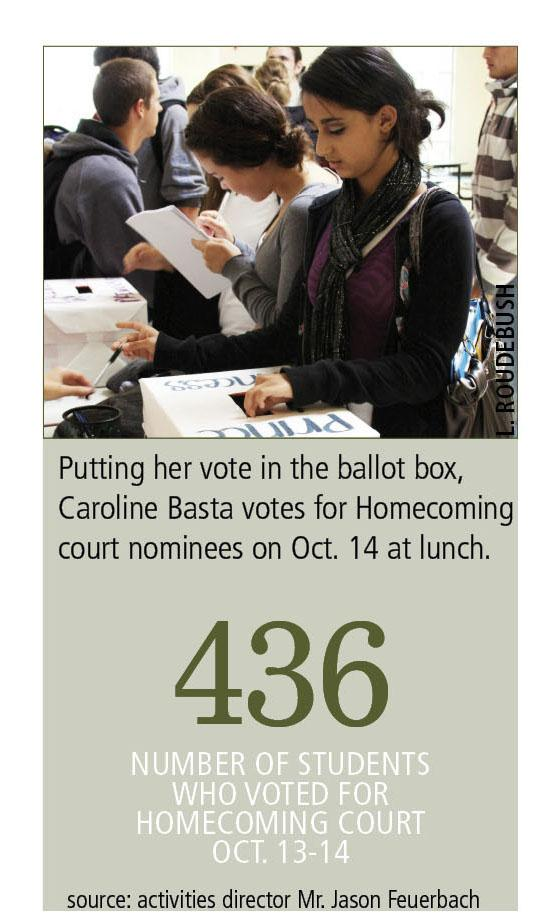 ncess
Prince
L. ROUDEBUSH
Putting her vote in the ballot box,
Caroline Basta votes for Homecoming
court nominees on Oct. 14 at lunch.
436
NUMBER OF STUDENTS
WHO VOTED FOR
HOMECOMING COURT
OCT. 13-14
source: activities director Mr. Jason Feuerbach